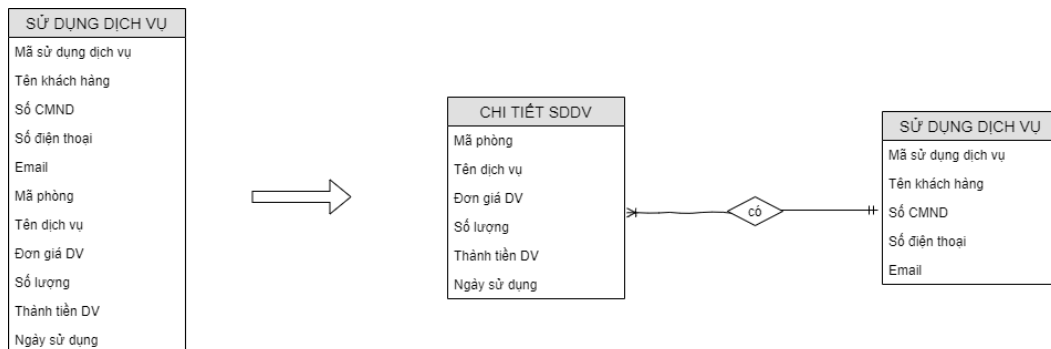 SỬ DỤNG DỊCH VỤ
Mã sử dụng dịch vụ
Tên khách hàng
Số CMND
Số điện thoại
Email
Mã phòng
Tên dịch vụ
Đơn giá DV
Số lượng
Thành tiền DV
Ngày sử dụng
CHI TIẾT SDDV
Mã phòng
Tên dịch vụ
Đơn giá DV
Số lượng
Thành tiền DV
Ngày sử dụng
có
SỬ DỤNG DỊCH VỤ
Mã sử dụng dịch vụ
Tên khách hàng
Số CMND
Số điện thoại
Email